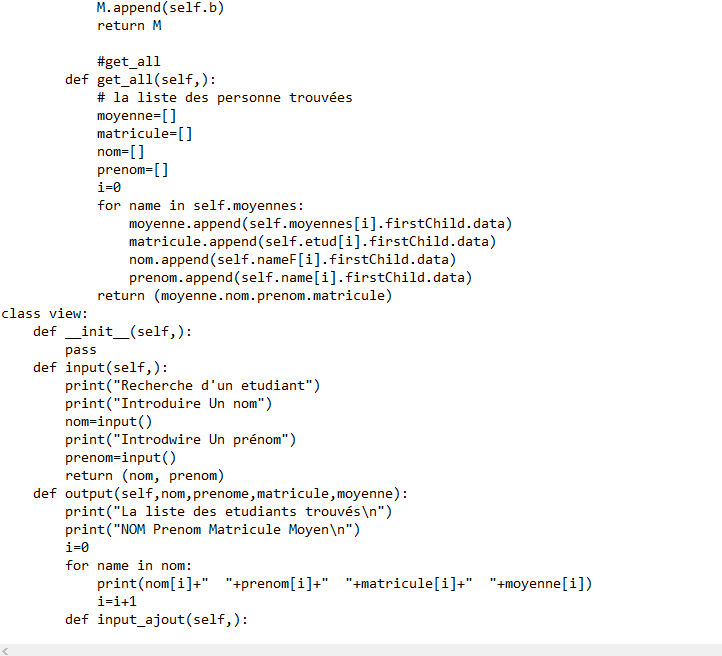 M.append(self.b)
            return M

            #get_all
        def get_all(self,):
            # la liste des personne trouvées
            moyenne=[]
            matricule=[]
            nom=[]
            prenom=[]
            i=0
            for name in self.moyennes:
                moyenne.append(self.moyennes[i].firstChild.data)
                matricule.append(self.etud[i].firstChild.data)
                nom.append(self.nameF[i].firstChild.data)
                prenom.append(self.name[i].firstChild.data)
            return (moyenne.nom.prenom.matricule)
class view:
    def __init__(self,):
        pass
    def input(self,):
        print("Recherche d'un etudiant")
        print("Introduire Un nom")
        nom=input()
        print("Introdwire Un prénom")
        prenom=input()
        return (nom, prenom)
    def output(self,nom,prenome,matricule,moyenne):
        print("La liste des etudiants trouvés\n")
        print("NOM Prenom Matricule Moyen\n")
        i=0
        for name in nom:
            print(nom[i]+"  "+prenom[i]+"  "+matricule[i]+"  "+moyenne[i])
            i=i+1
        def input_ajout(self,):